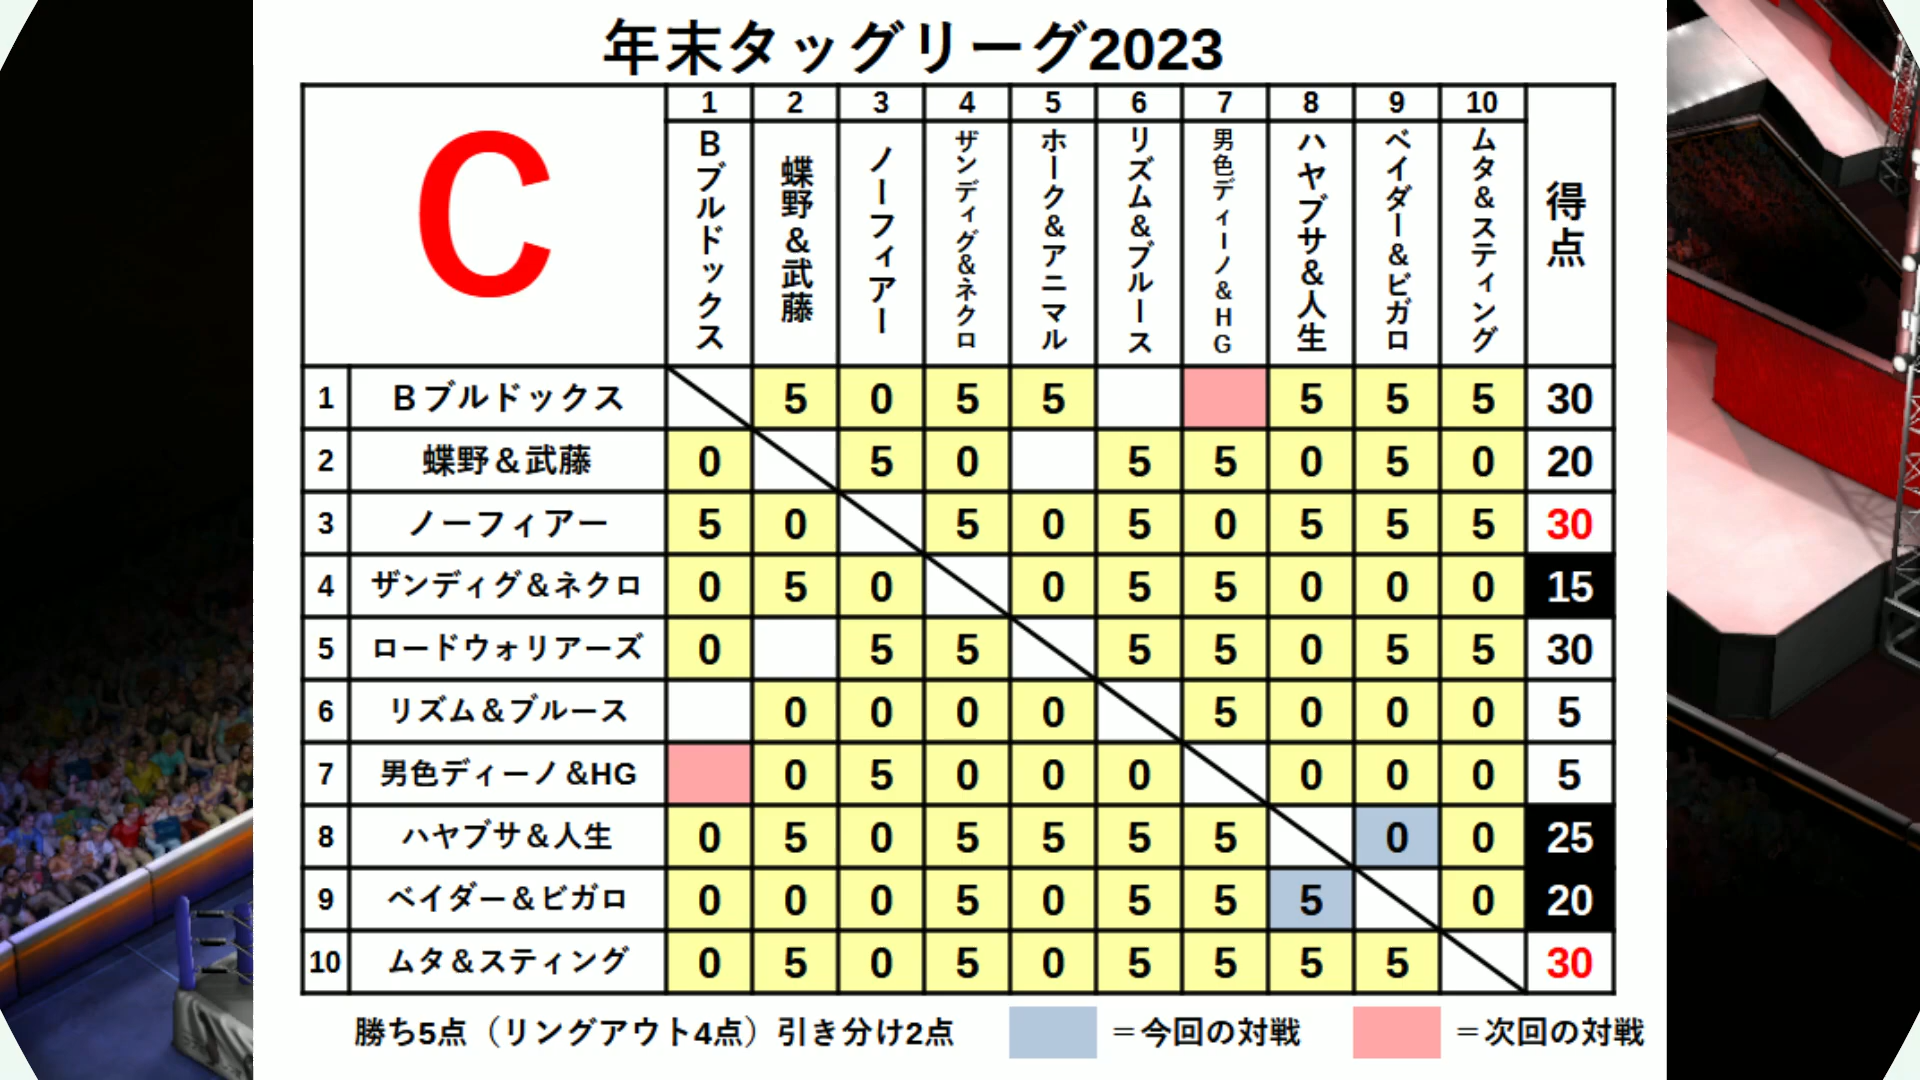 年末タッグリーグ2023
C 1 2 3 4 5 6 7 8 9 10 得点
Bブルドックス 蝶野&武藤 ノーフィアー ザンディグ&ネクロ ホーク&アニマル リズム&ブルース 男色ディーノ&HG ハヤブサ&人生 ベイダー&ビガロ ムタ&スティング
1 Bブルドックス 5 0 5 5 5 5 5 30
2 蝶野&武藤 0 5 0 5 5 0 5 0 20
3 ノーフィアー 5 0 5 0 5 0 5 5 5 30
4 ザンディグ&ネクロ 0 5 0 0 5 5 0 0 0 15
5 ロードウォリアーズ 0 5 5 5 5 0 5 5 30
6 リズム&ブルース 0 0 0 0 5 0 0 0 5
7 男色ディーノ&HG 0 5 0 0 0 0 0 0 5
8 ハヤブサ&人生 0 5 0 5 5 5 5 0 0 25
9 ベイダー&ビガロ 0 0 0 5 0 5 5 5 0 20
10 ムタ&スティング 0 5 0 5 0 5 5 5 5 30
勝ち5点（リングアウト4点）引き分け2点 =今回の対戦 =次回の対戦